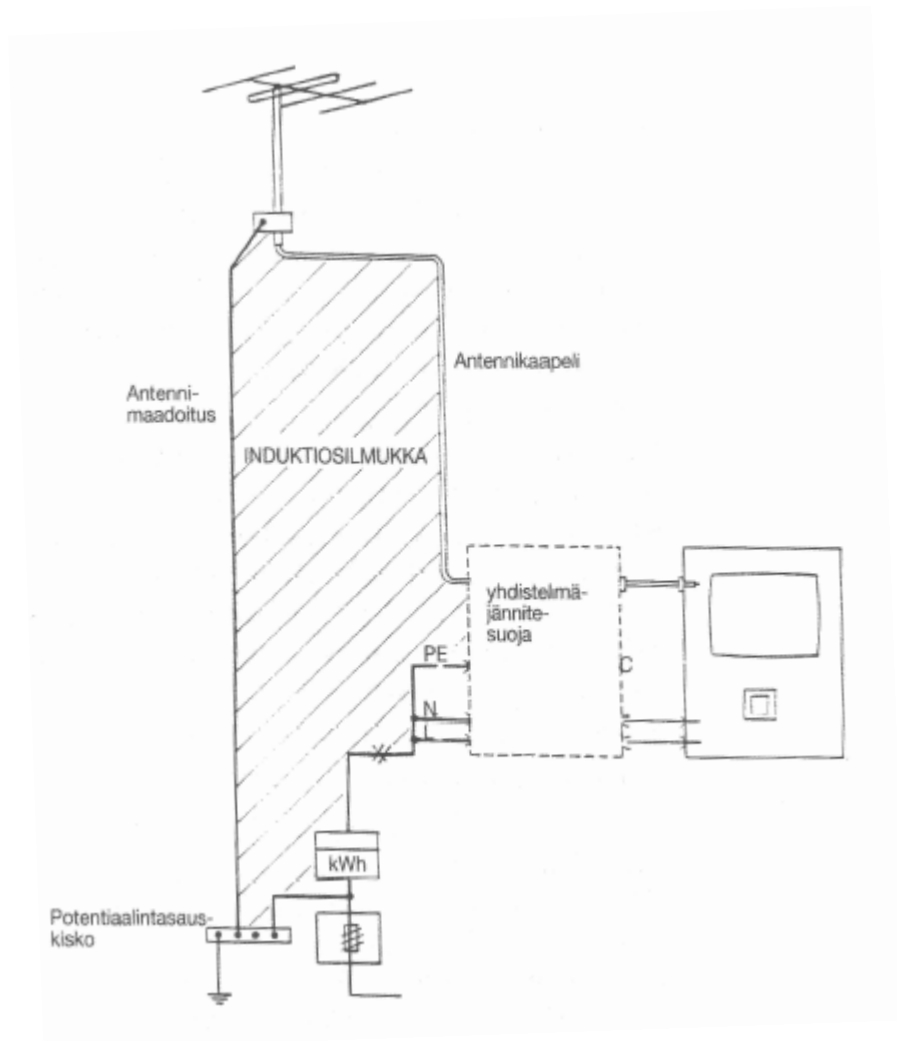 Antennikaapeli
Antenni-
maadoitus
INDUKTIOSILMUKKA
yhdistelmä-
jännite-
suoja
PE
C
N
L
kWh
Potentiaalintasaus-
kisko